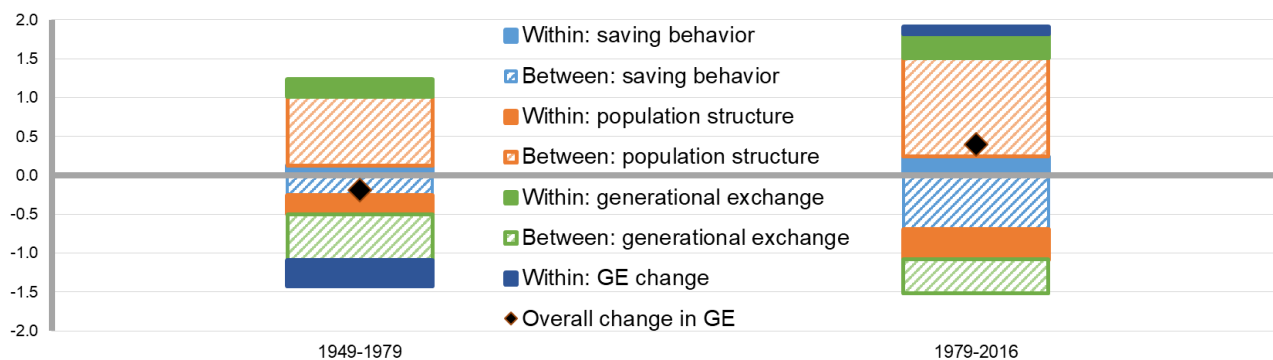 2.0
1.5
1.0
0.5
0.0
-0.5
-1.0
-1.5
-2.0
Within: saving behavior
Between: saving behavior
Within: population structure
Between: population structure
Within: generational exchange
Between: generational exchange
Within: GE change
Overall change in GE
1949-1979
1979-2016